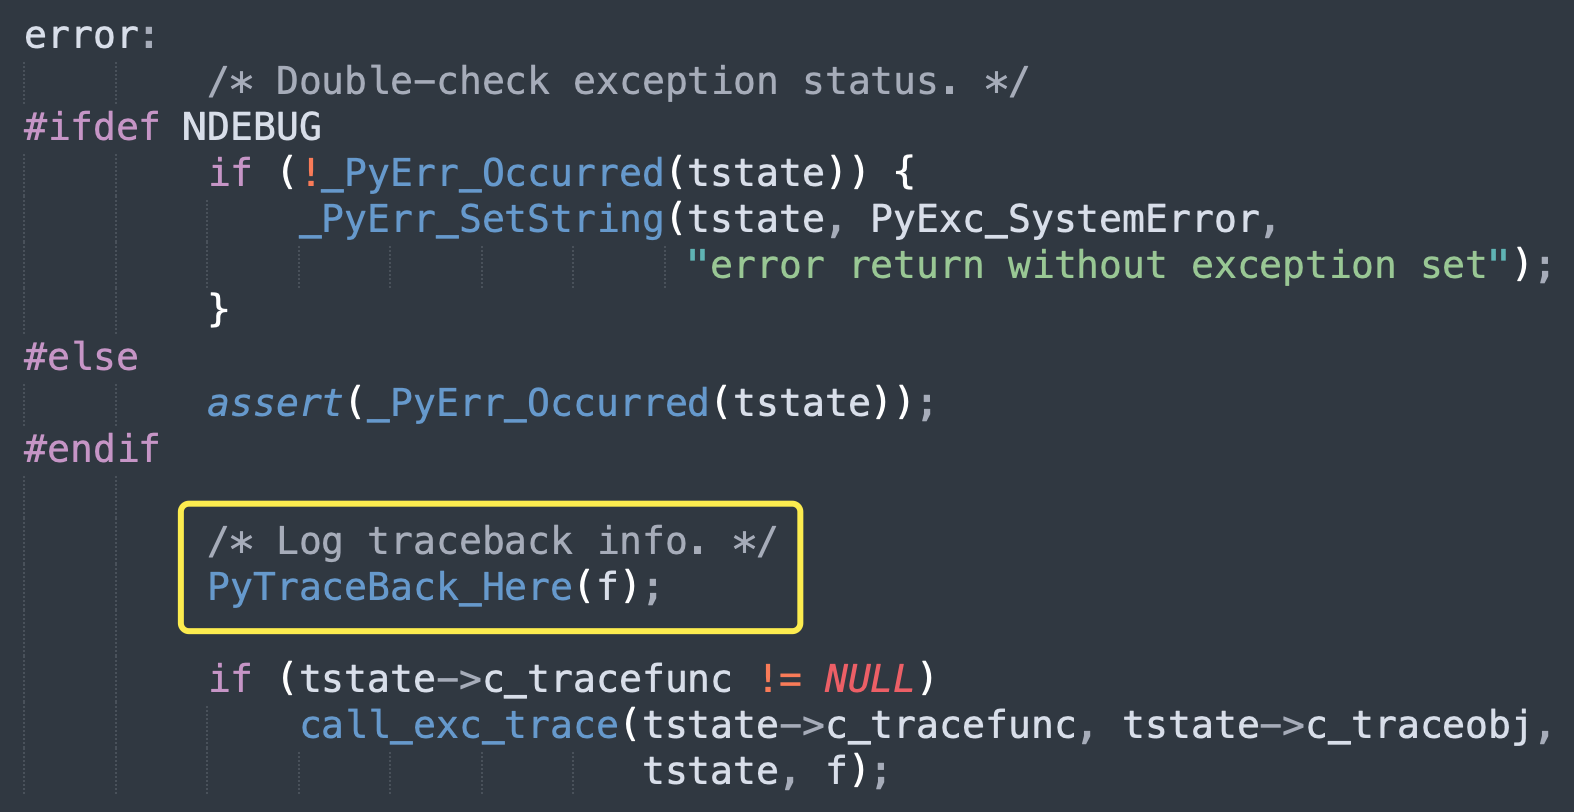 error:
/* Double-check exception status. */
#ifdef NDEBUG
if (!_PyErr_Occurred(tstate)) {
_PyErr_SetString(tstate, PyExc_SystemError,
"error return without exception set");
}
#else
assert(_PyErr_Occurred(tstate));
#endif
/* Log traceback info. */
PyTraceBack_Here(f);
if (tstate->c_tracefunc != NULL)
call_exc_trace(tstate->c_tracefunc, tstate->c_traceobj,
tstate, f);